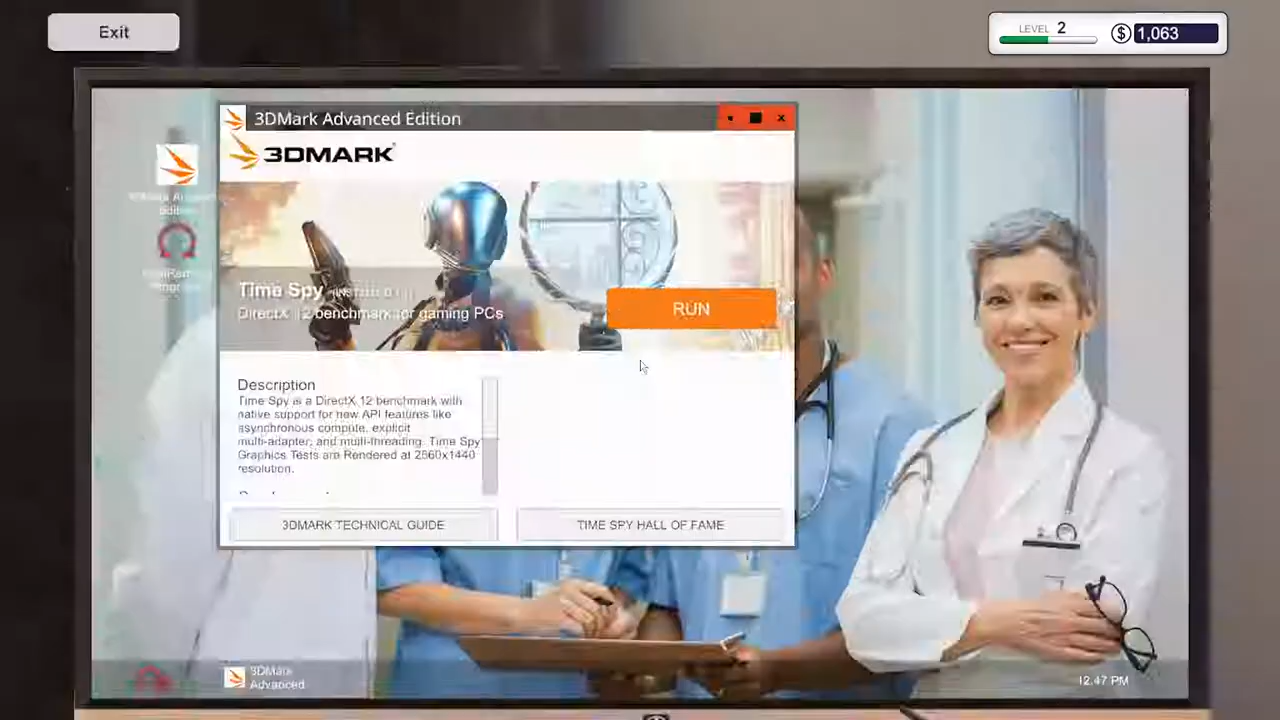 Exit
LEVEL 2
$ 1,063
3DMark Advanced Edition
3DMARK
Time Spy
DirectX 12 benchmark for gaming PCs
RUN
Description
Time Spy is a DirectX 12 benchmark with
native support for new API features like
asynchronous compute, explicit
multi-adapter, and multi-threading. Time Spy
Graphics Tests are Rendered at 2560x1440
resolution.
3DMARK TECHNICAL GUIDE
TIME SPY HALL OF FAME
3DMark
Advanced
12:47 PM